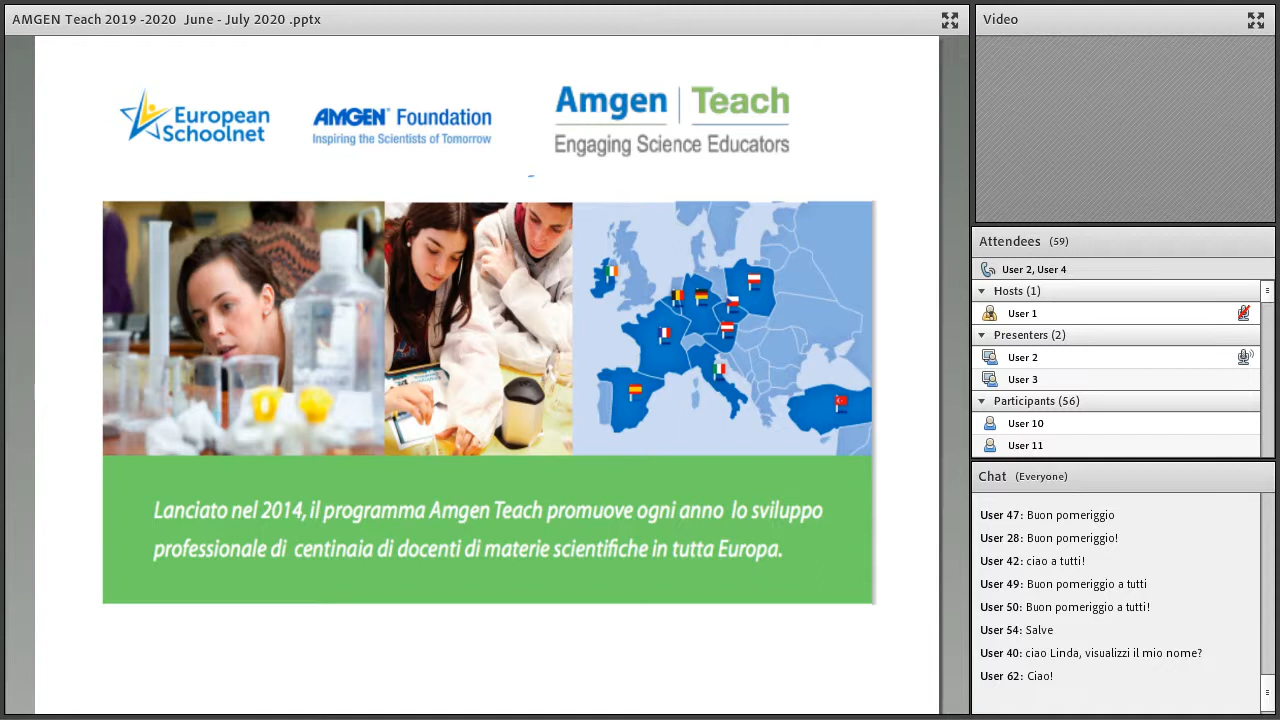 AMGEN Teach 2019 -2020  June - July 2020 .pptx
European
Schoolnet
AMGEN® Foundation
Inspiring the Scientists of Tomorrow
Amgen | Teach
Engaging Science Educators
Lanciato nel 2014, il programma Amgen Teach promuove ogni anno  lo sviluppo
professionale di  centinaia di docenti di materie scientifiche in tutta Europa.
Video
Attendees (59)
User 2, User 4
Hosts (1)
User 1
Presenters (2)
User 2
User 3
Participants (56)
User 10
User 11
Chat (Everyone)
User 47: Buon pomeriggio
User 28: Buon pomeriggio!
User 42: ciao a tutti!
User 49: Buon pomeriggio a tutti
User 50: Buon pomeriggio a tutti!
User 54: Salve
User 40: ciao Linda, visualizzi il mio nome?
User 62: Ciao!